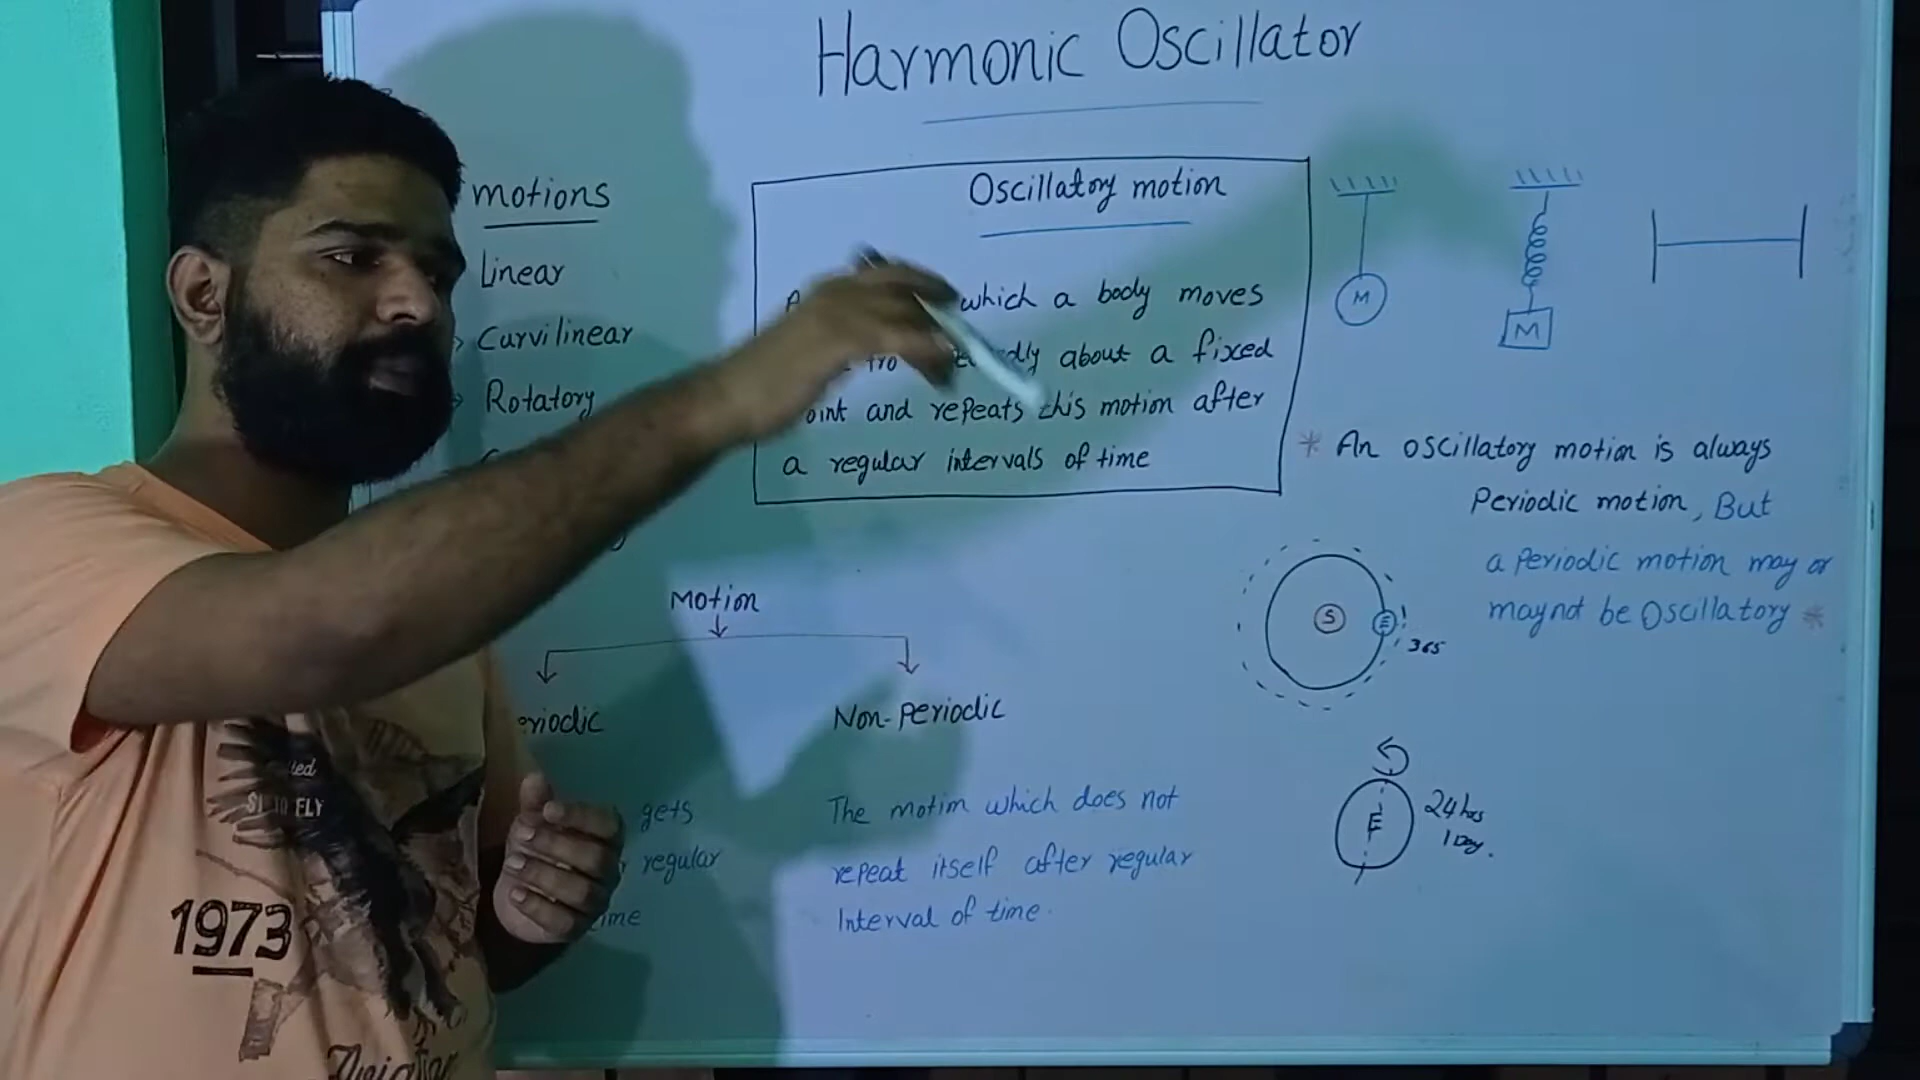 Harmonic Oscillator
motions
Linear
Curvilinear
Rotatory
Oscillatory motion
which a body moves
about a fixed
and repeats this motion after
a regular intervals of time
M
M
* An oscillatory motion is always
Periodic motion, But
a Periodic motion may or
maynot be Oscillatory *
S
E
365
Motion
Non-Periodic
gets
regular
The motion which does not
repeat itself after regular
Interval of time.
E
24 hrs
1 Day.
TO FLY
1973